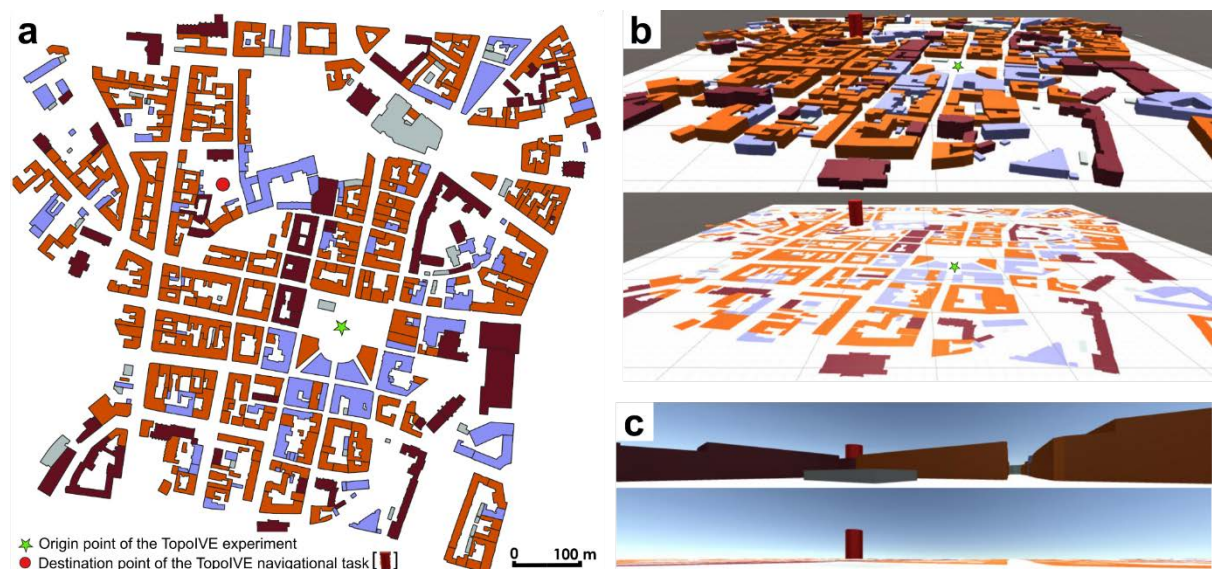 a
b
c
Origin point of the TopoIVE experiment
Destination point of the TopoIVE navigational task [ ]
0 100 m